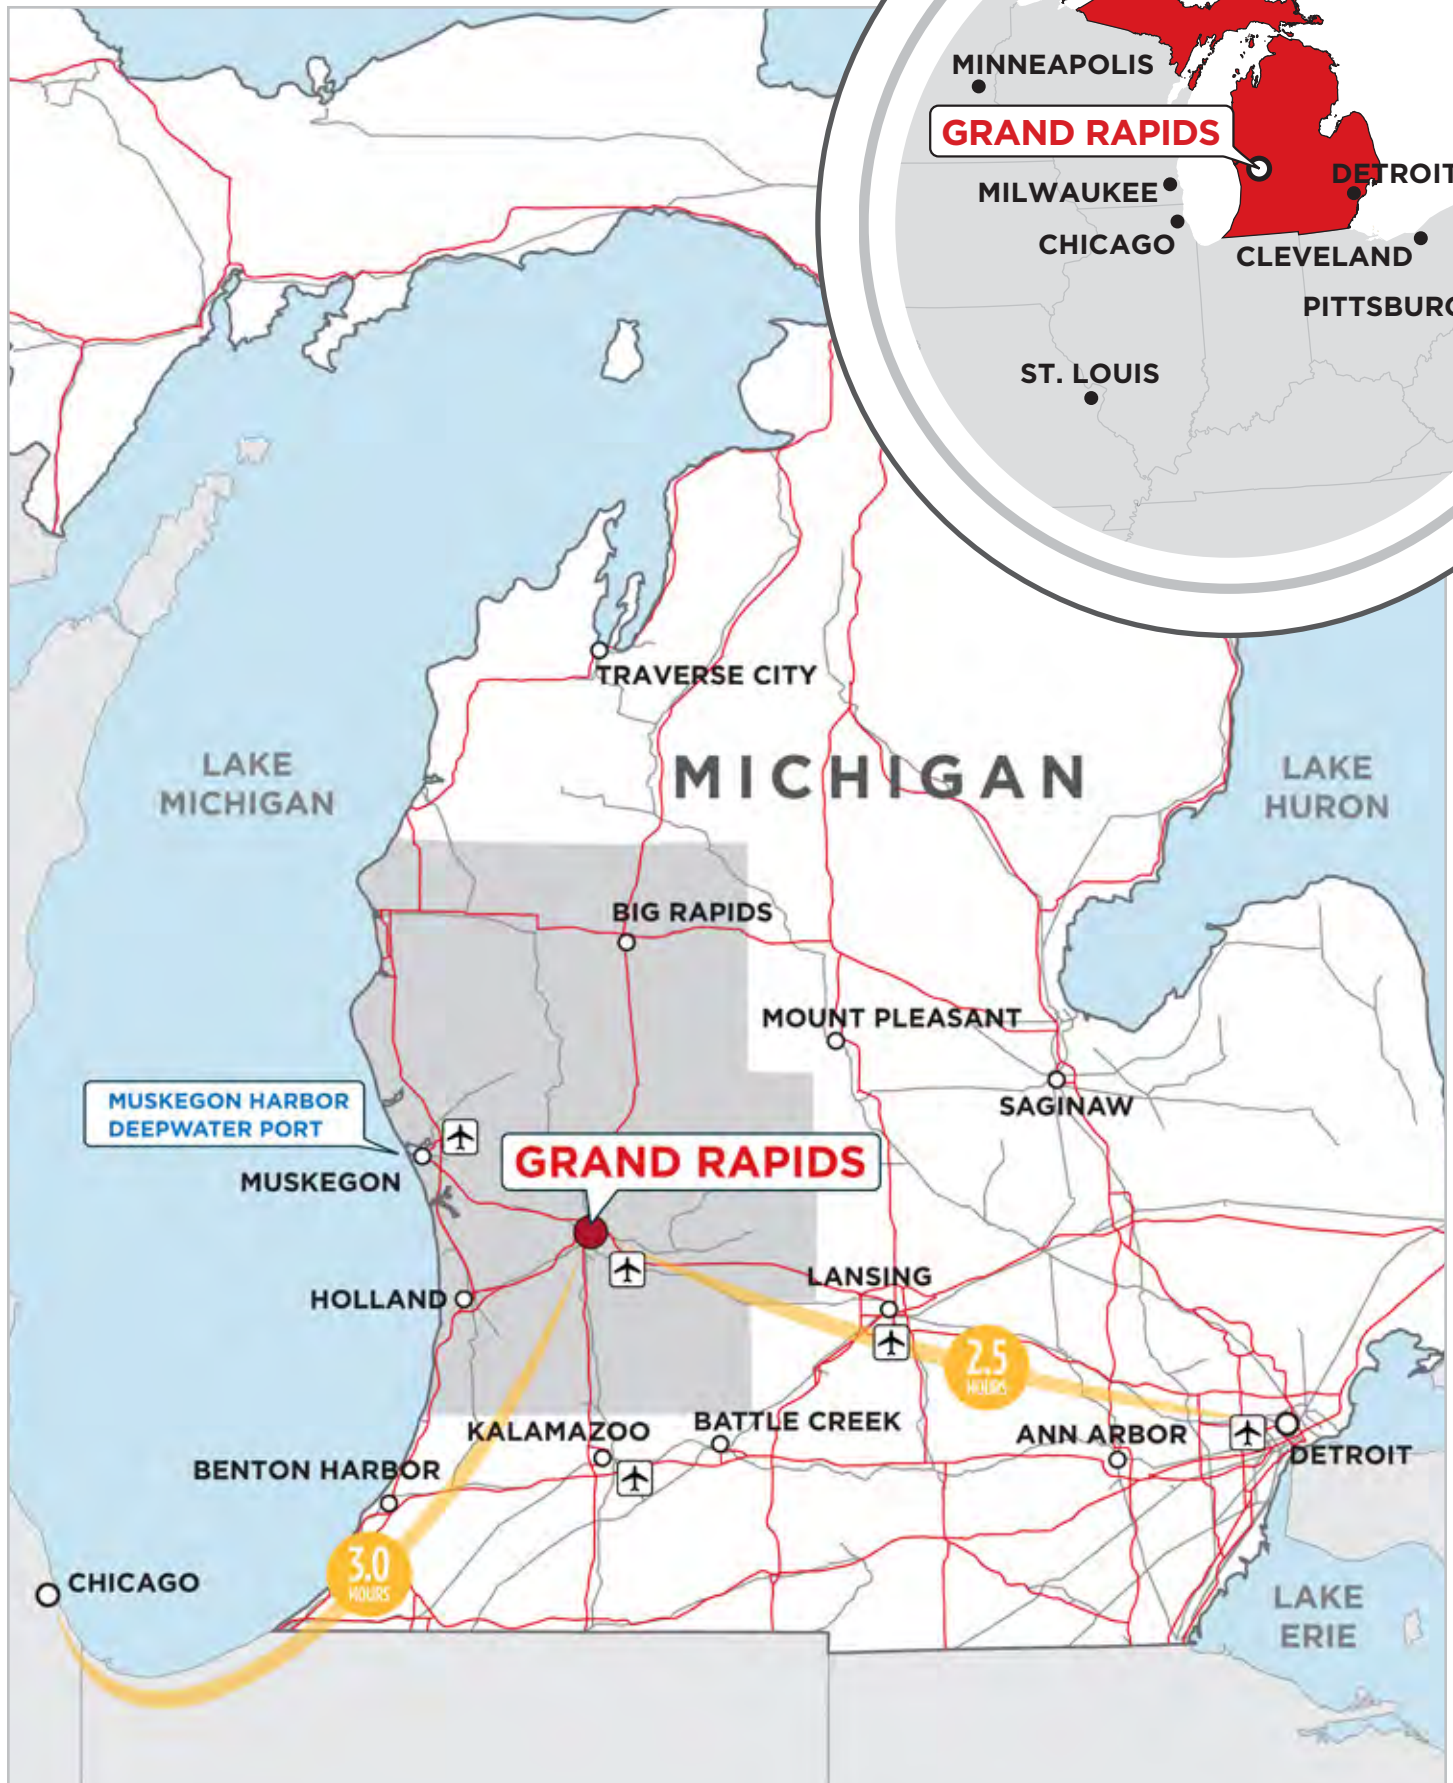 MINNEAPOLIS
GRAND RAPIDS
DETROIT
MILWAUKEE
CHICAGO
CLEVELAND
PITTSBURG
ST. LOUIS
TRAVERSE CITY
LAKE
MICHIGAN
MICHIGAN
LAKE
HURON
BIG RAPIDS
MOUNT PLEASANT
SAGINAW
MUSKEGON HARBOR
DEEPWATER PORT
MUSKEGON
GRAND RAPIDS
LANSING
HOLLAND
2.5
HOURS
KALAMAZOO
BATTLE CREEK
ANN ARBOR
DETROIT
BENTON HARBOR
3.0
HOURS
CHICAGO
LAKE
ERIE